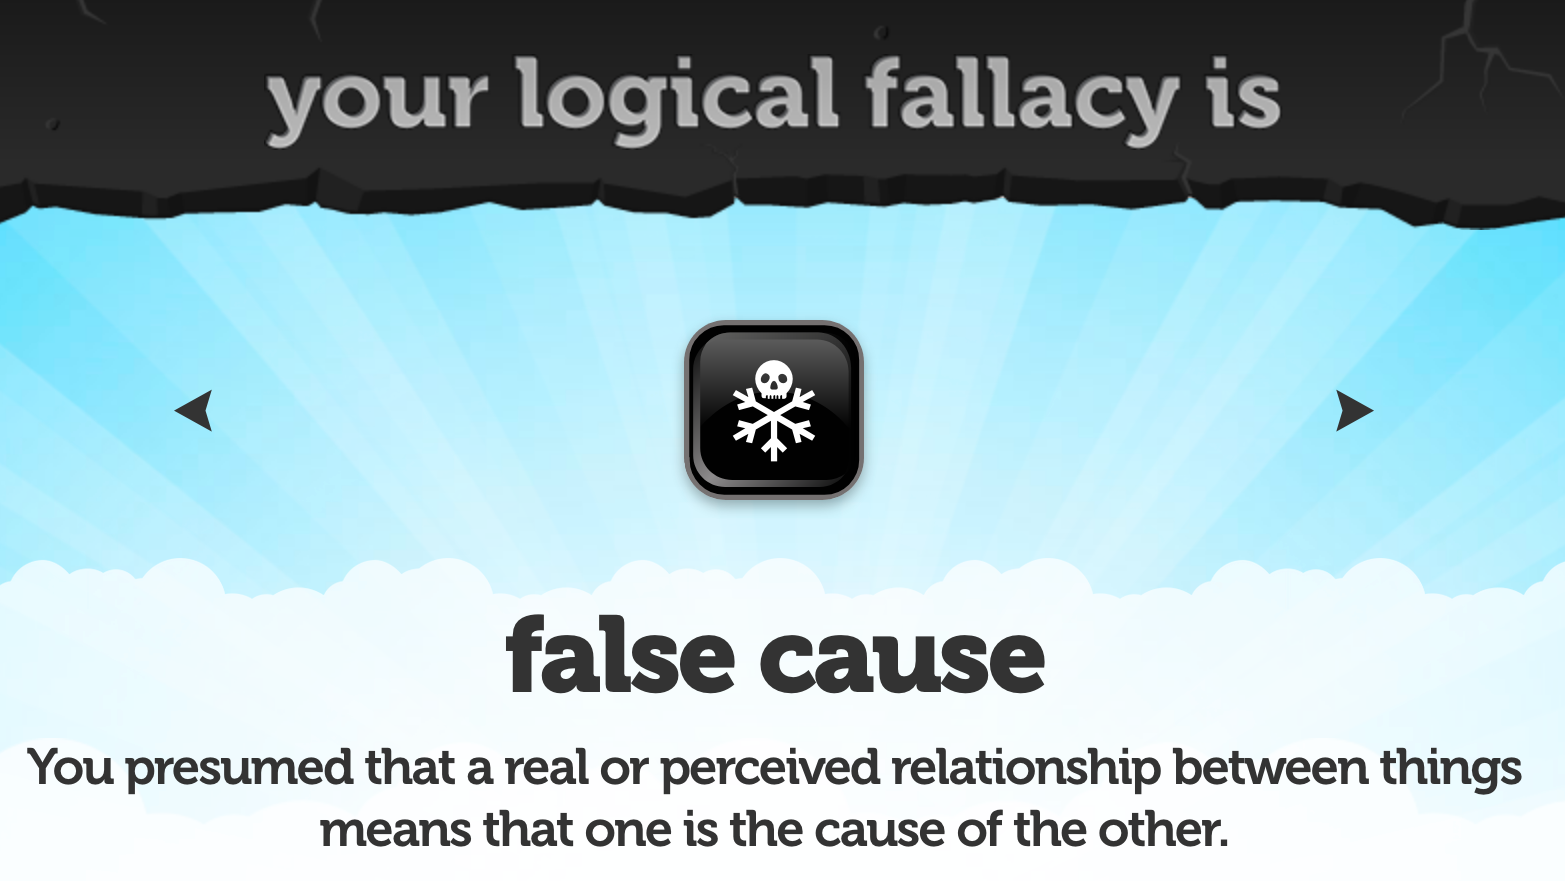 your logical fallacy is
false cause
You presumed that a real or perceived relationship between things
means that one is the cause of the other.